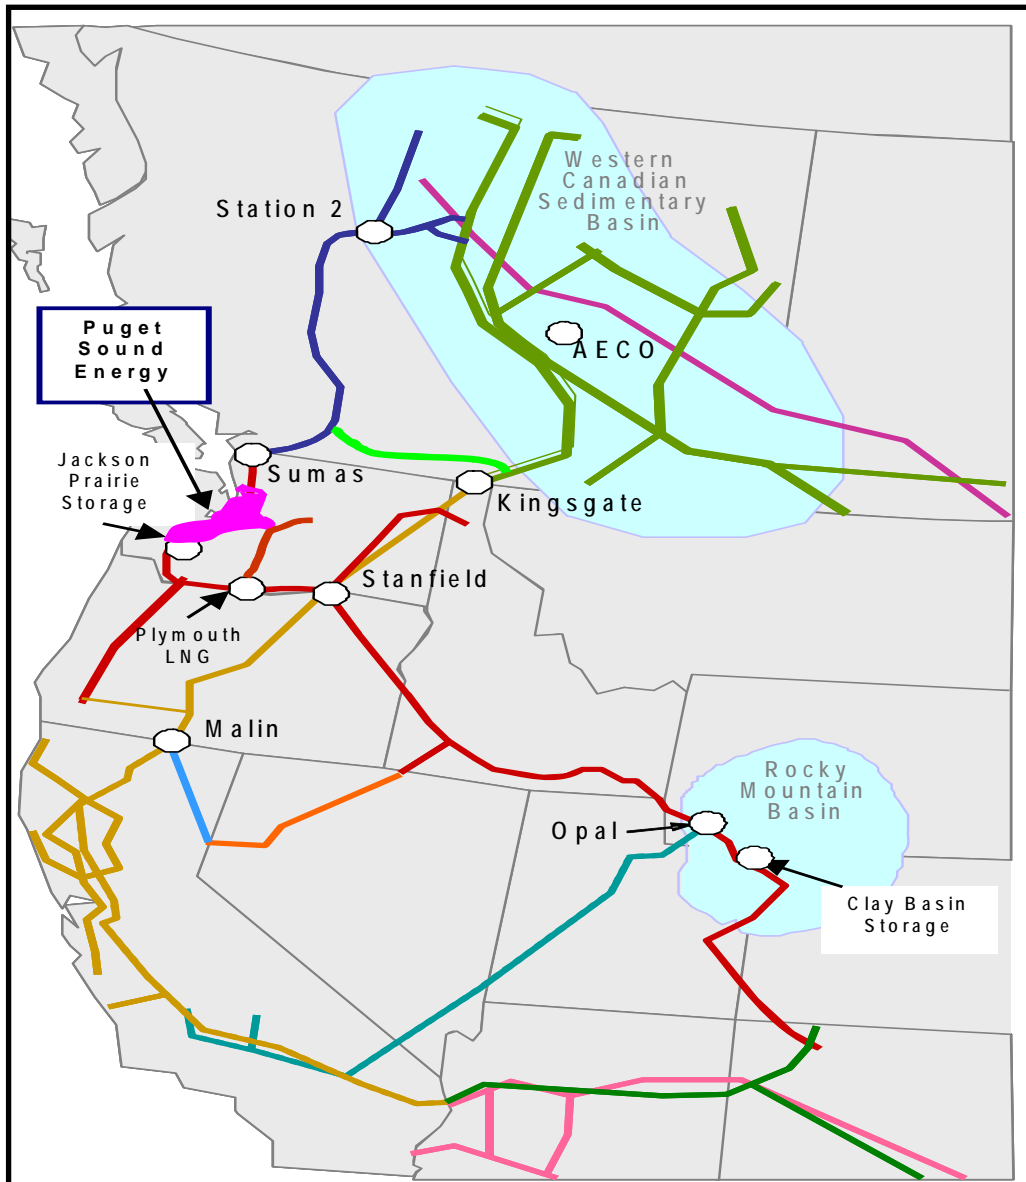 Western
Canadian
Sedimentary
Basin
Station 2
Puget
Sound
Energy
AECO
Jackson
Prairie
Storage
Sumas
Kingsgate
Stanfield
Plymouth
LNG
Malin
Rocky
Mountain
Basin
Opal
Clay Basin
Storage